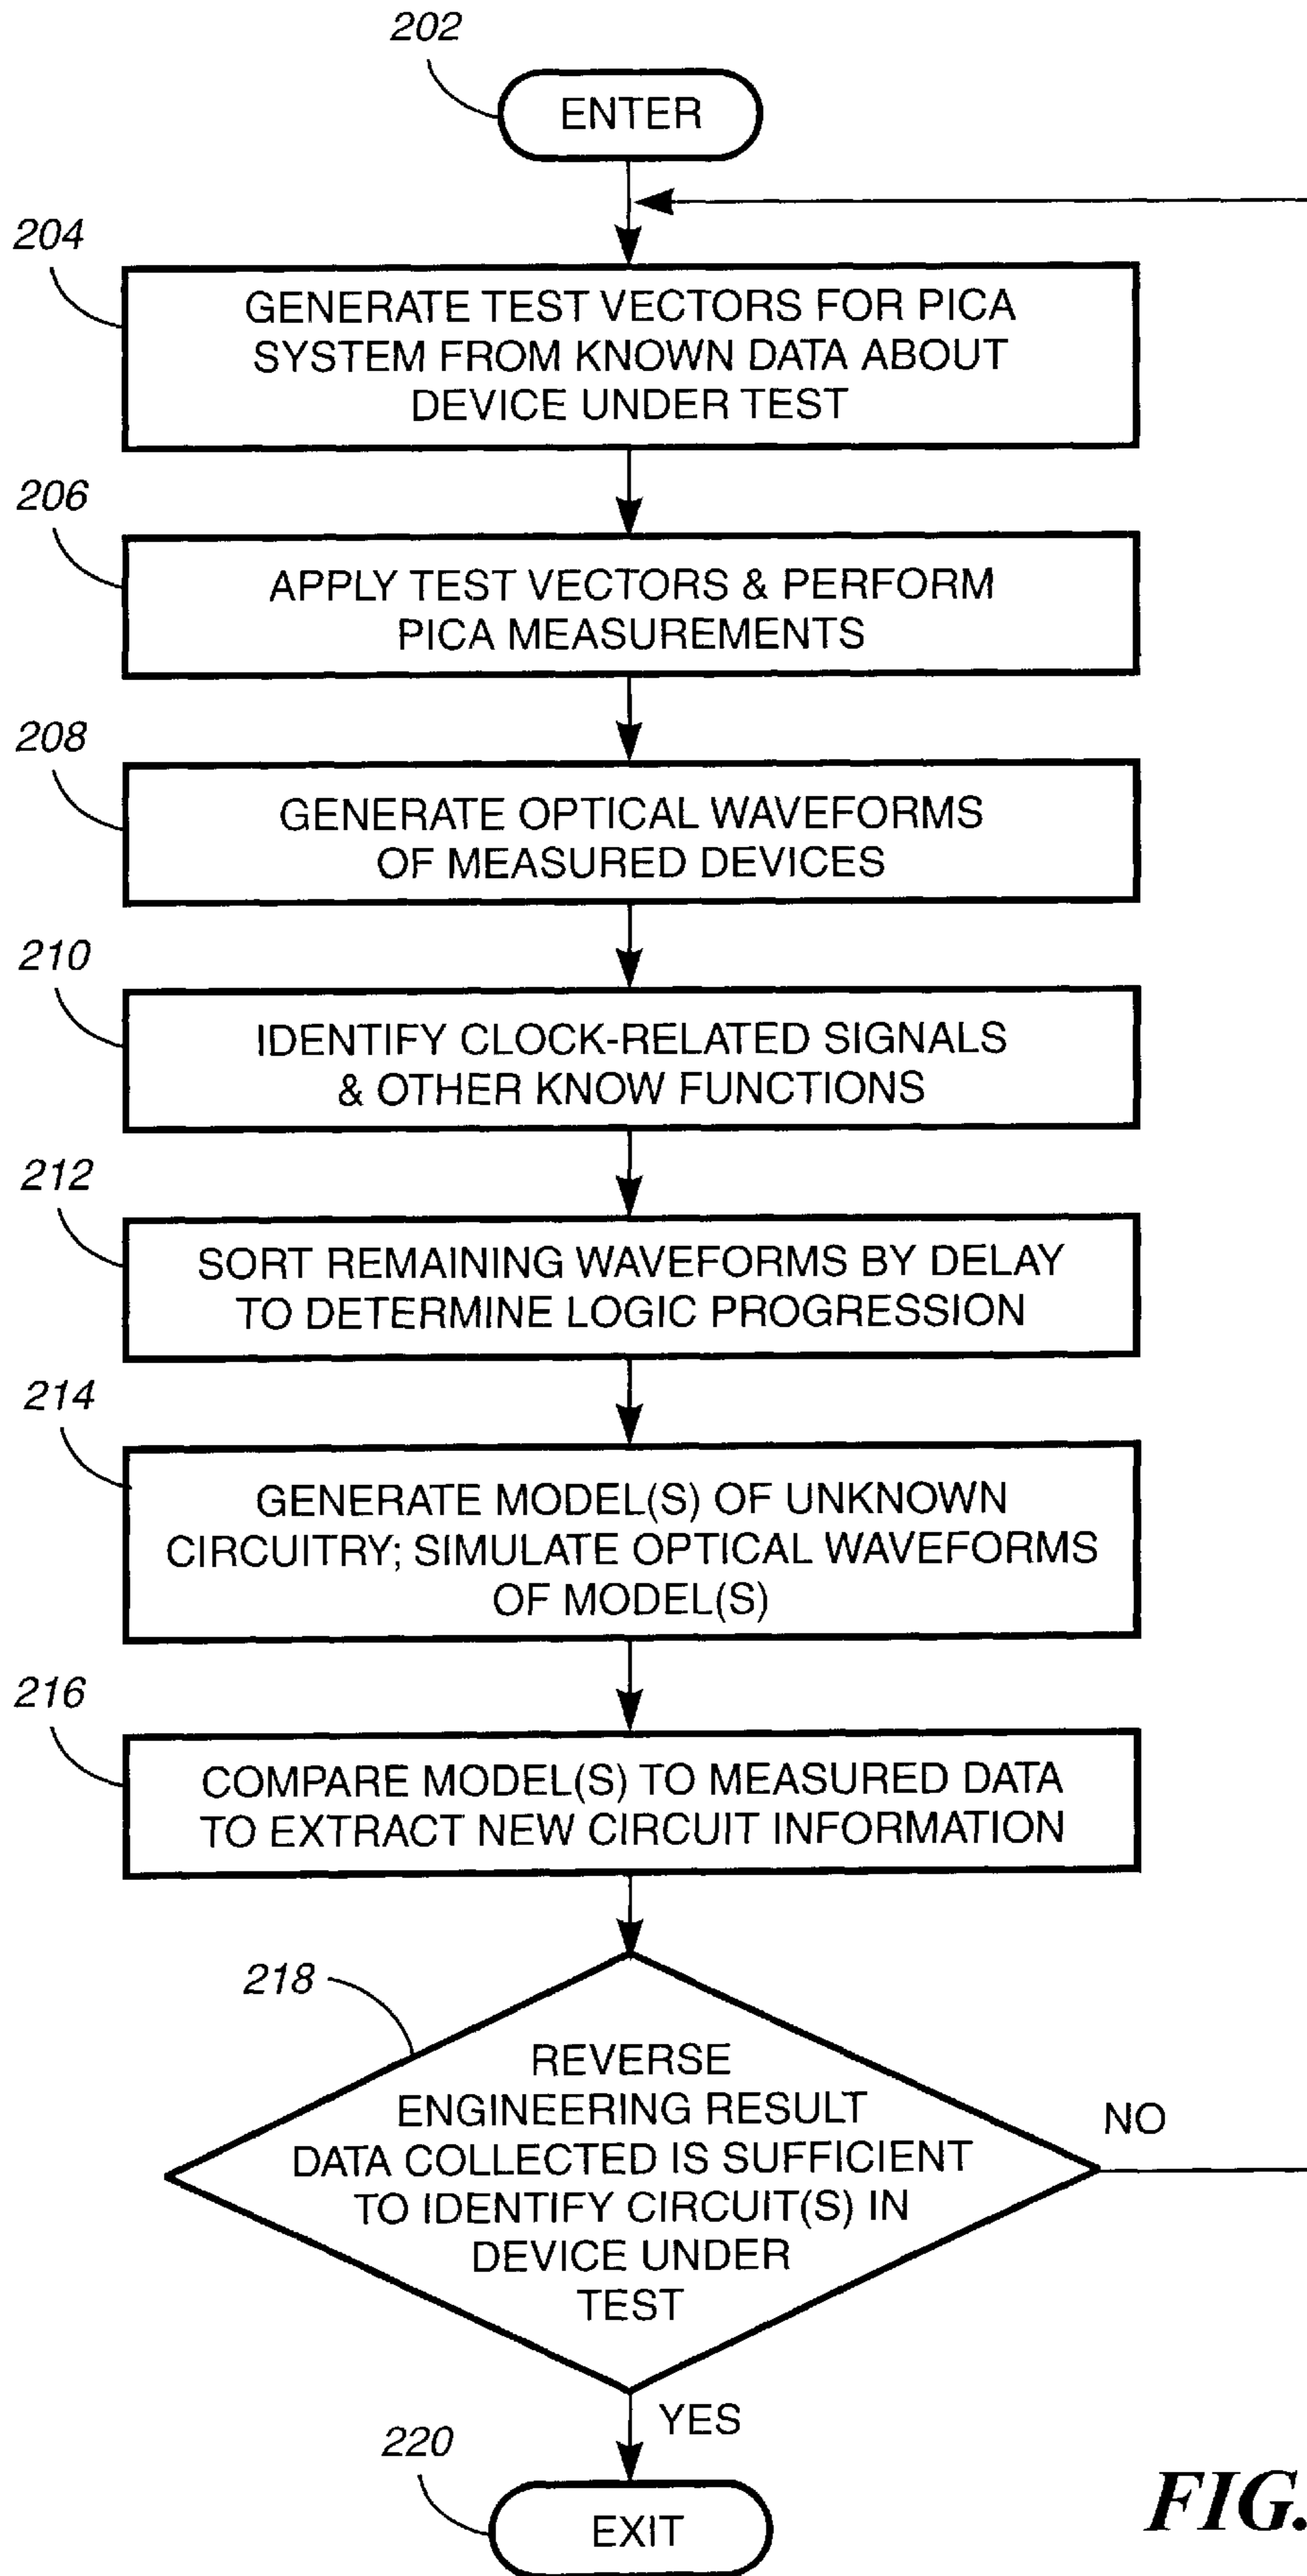 202
ENTER
204
GENERATE TEST VECTORS FOR PICA
SYSTEM FROM KNOWN DATA ABOUT
DEVICE UNDER TEST
206
APPLY TEST VECTORS & PERFORM
PICA MEASUREMENTS
208
GENERATE OPTICAL WAVEFORMS
OF MEASURED DEVICES
210
IDENTIFY CLOCK-RELATED SIGNALS
& OTHER KNOW FUNCTIONS
212
SORT REMAINING WAVEFORMS BY DELAY
TO DETERMINE LOGIC PROGRESSION
214
GENERATE MODEL(S) OF UNKNOWN
CIRCUITRY; SIMULATE OPTICAL WAVEFORMS
OF MODEL(S)
216
COMPARE MODEL(S) TO MEASURED DATA
TO EXTRACT NEW CIRCUIT INFORMATION
218
REVERSE
ENGINEERING RESULT
DATA COLLECTED IS SUFFICIENT
TO IDENTIFY CIRCUIT(S) IN
DEVICE UNDER
TEST
NO
YES
220
EXIT
FIG.